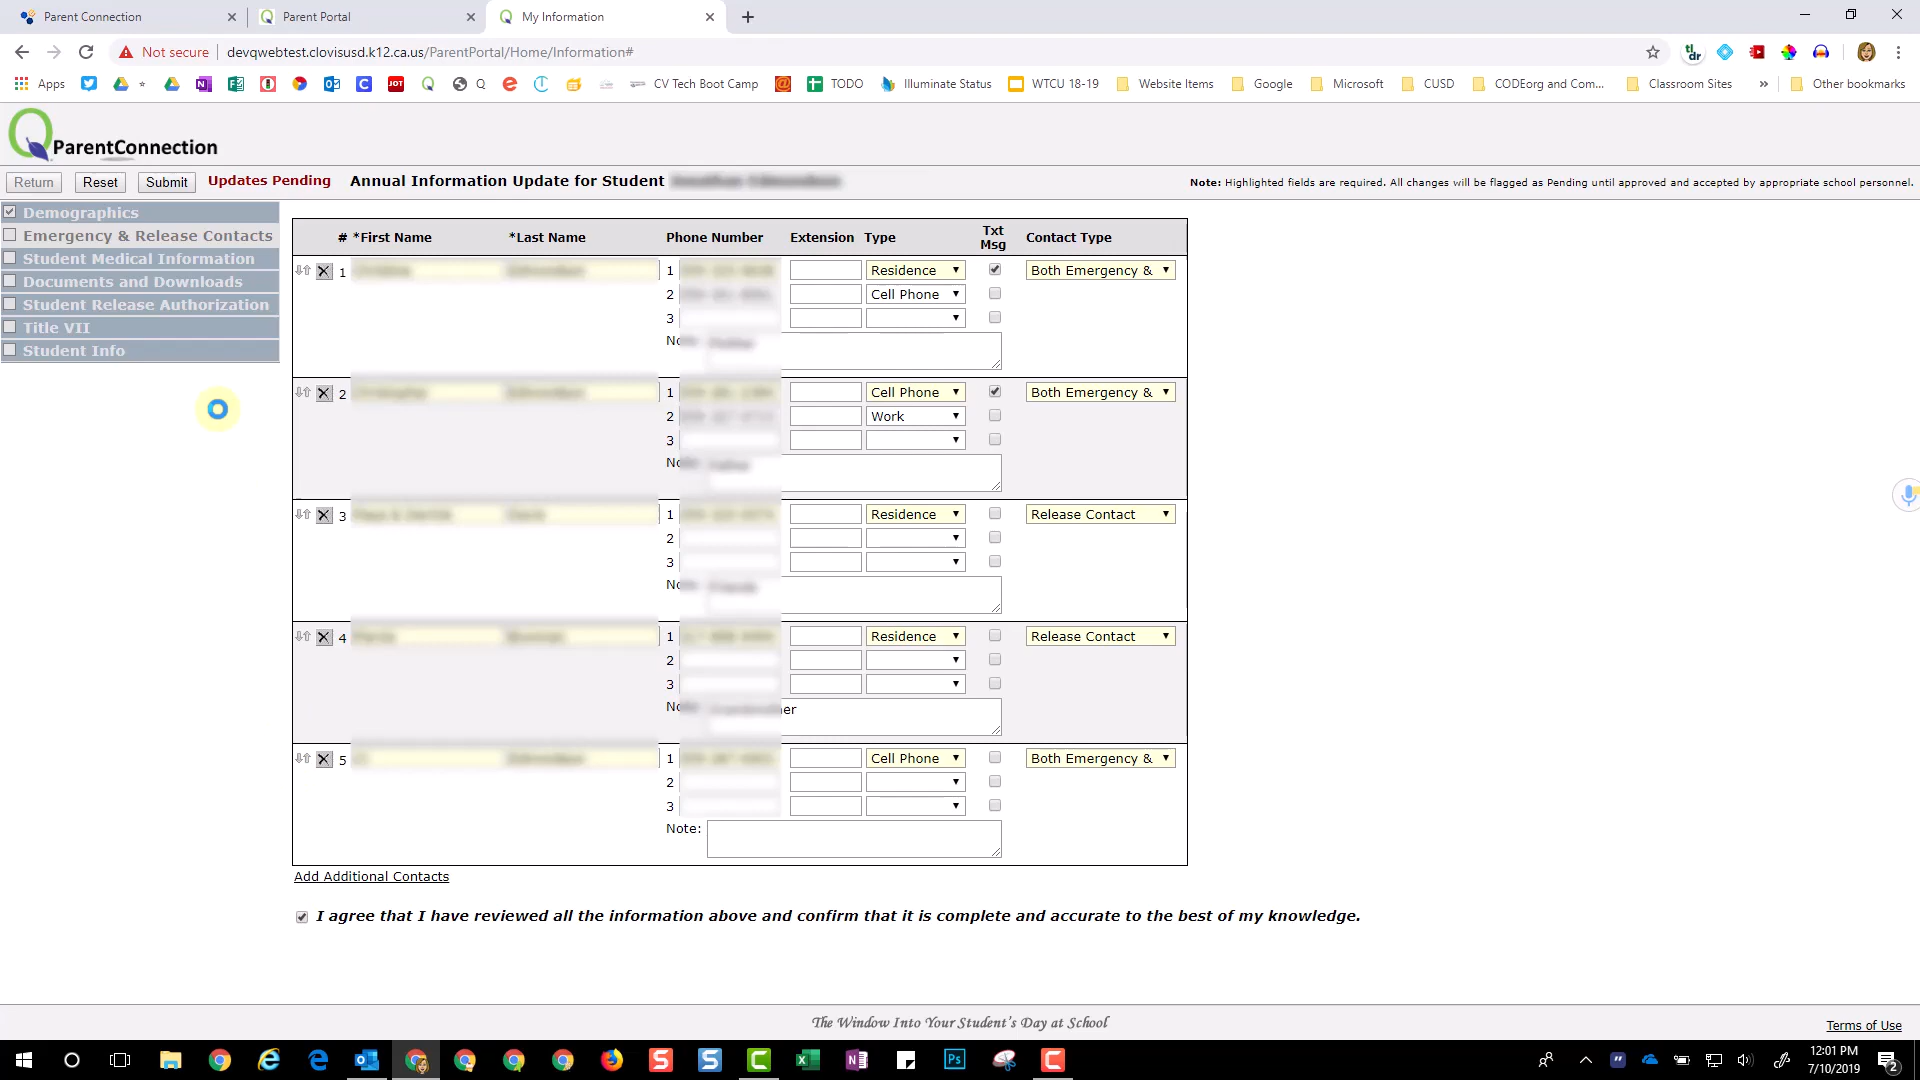 Parent Connection
Parent Portal
My Information
Not secure
devqwebtest.clovisusd.k12.ca.us/ParentPortal/Home/Information#
Apps
CV Tech Boot Camp
TODO
Illuminate Status
WTCU 18-19
Website Items
Google
Microsoft
CUSD
CODEorg and Com...
Classroom Sites
»
Other bookmarks
ParentConnection
Return
Reset
Submit
Updates Pending
Annual Information Update for Student
Note: Highlighted fields are required. All changes will be flagged as Pending until approved and accepted by appropriate school personnel.
Demographics
Emergency & Release Contacts
Student Medical Information
Documents and Downloads
Student Release Authorization
Title VII
Student Info
# *First Name *Last Name Phone Number Extension Type Txt Msg Contact Type
1 1 Residence Both Emergency &
2 Cell Phone
3
2 1 Cell Phone Both Emergency &
2 Work
3
3 1 Residence Release Contact
2
3
4 1 Residence Release Contact
2
3
5 1 Cell Phone Both Emergency &
2
3
Note:
Add Additional Contacts
I agree that I have reviewed all the information above and confirm that it is complete and accurate to the best of my knowledge.
The Window Into Your Student's Day at School
Terms of Use
12:01 PM
7/10/2019
2